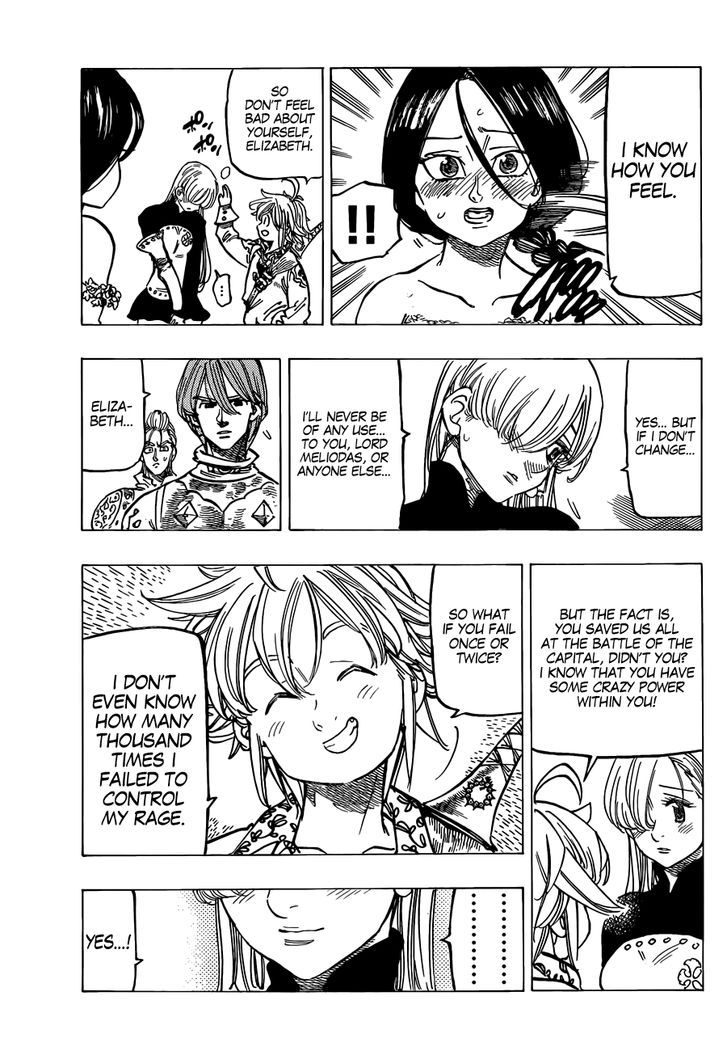 I KNOW
HOW YOU
FEEL.
!!
SO
DON'T FEEL
BAD ABOUT
YOURSELF,
ELIZABETH.
ポム
ポム
...
YES... BUT
IF I DON'T
CHANGE...
I'LL NEVER BE
OF ANY USE...
TO YOU, LORD
MELIODAS, OR
ANYONE ELSE...
ELIZA-
BETH...
BUT THE FACT IS,
YOU SAVED US ALL
AT THE BATTLE OF THE
CAPITAL, DIDN'T YOU?
I KNOW THAT YOU HAVE
SOME CRAZY POWER
WITHIN YOU!
SO WHAT
IF YOU FAIL
ONCE OR
TWICE?
I DON'T
EVEN KNOW
HOW MANY
THOUSAND
TIMES I
FAILED TO
CONTROL
MY RAGE.
YES...!